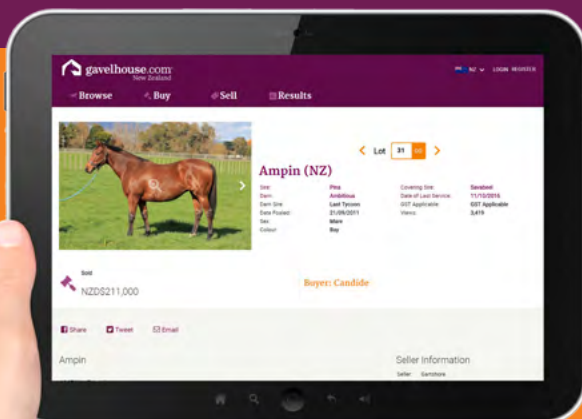 gavelhouse.com
New Zealand
NZ
LOGIN REGISTER
Browse
Buy
Sell
Results
Lot 31 GO
Ampin (NZ)
Sire: Pins
Dam: Ambitious
Dam Sire: Last Tycoon
Date Foaled: 21/09/2011
Sex: Mare
Colour: Bay
Covering Sire: Savabeel
Date of Last Service: 11/10/2016
GST Applicable: GST Applicable
Views: 3,419
Sold
NZD$211,000
Buyer: Candide
Share
Tweet
Email
Ampin
Seller Information
Seller: